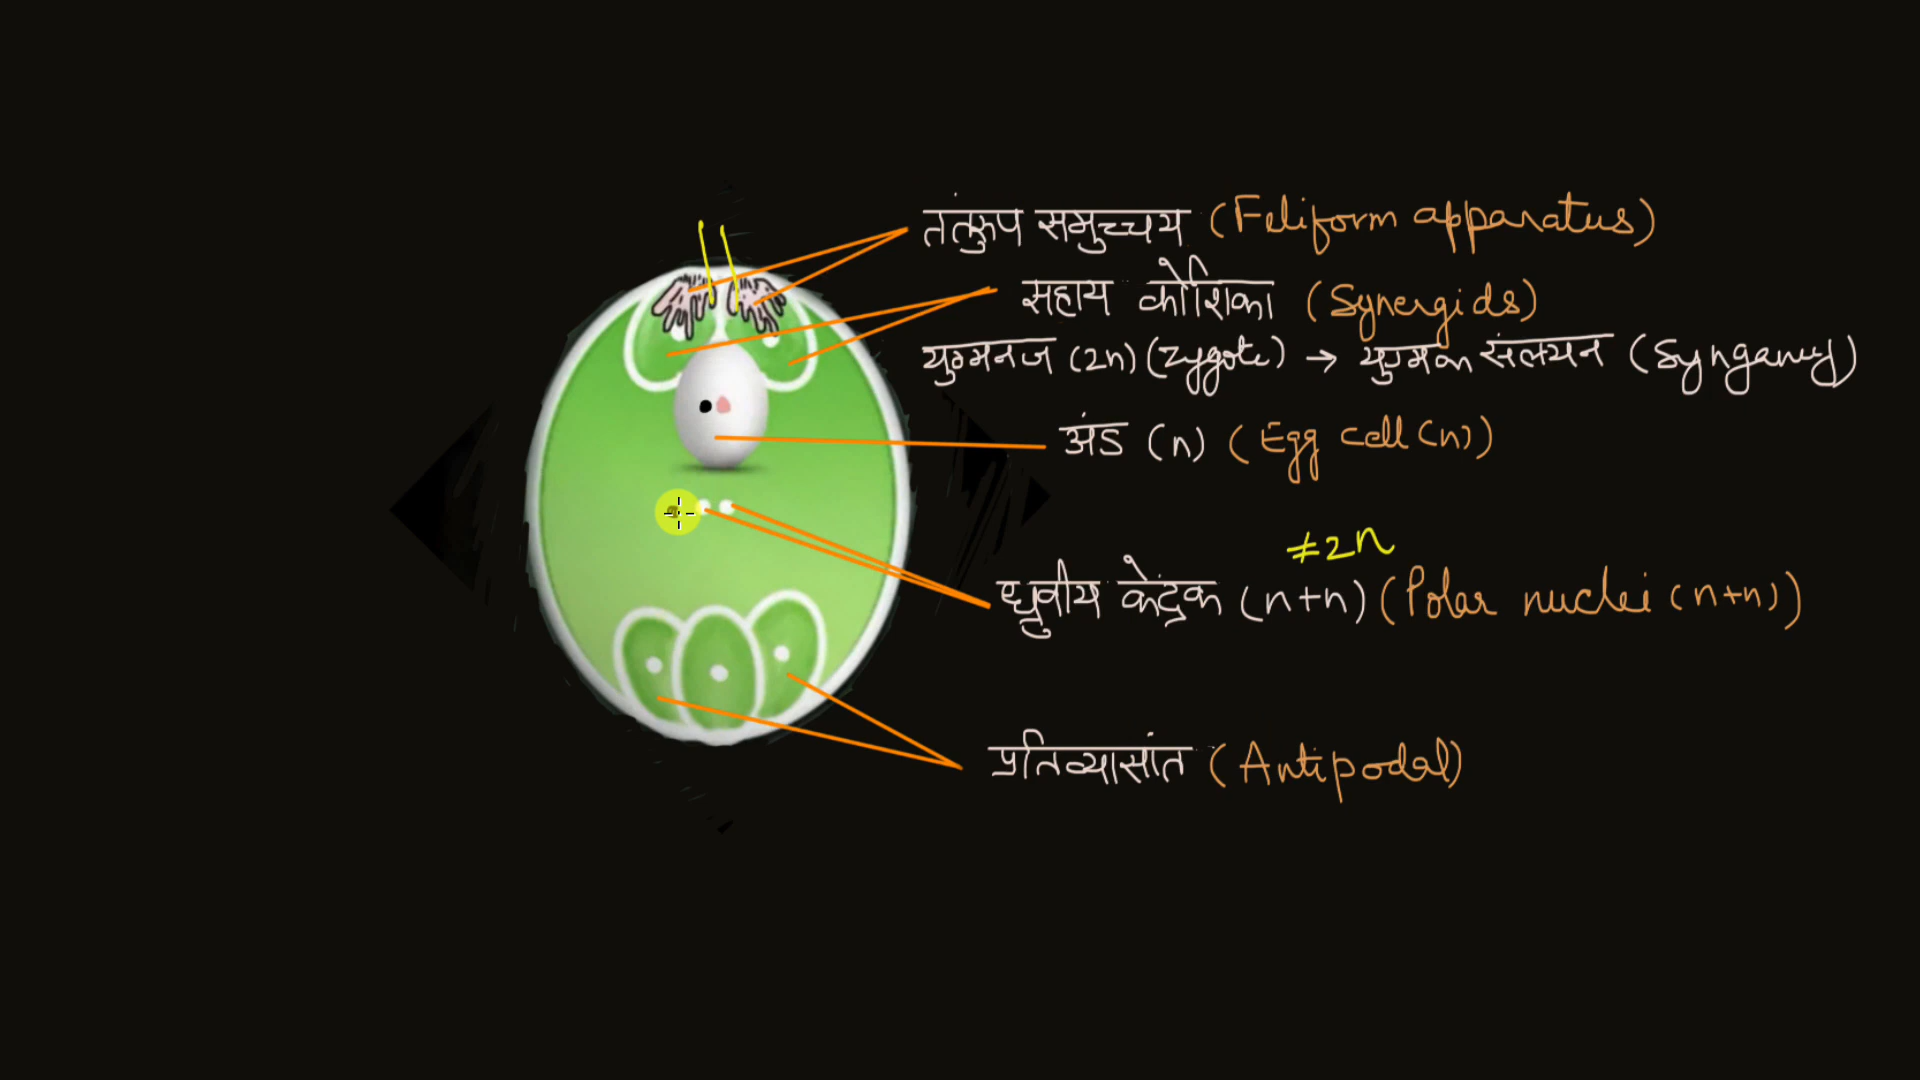 तंतुरूप समुच्चय (Feliform apparatus)
सहाय कोशिका (Synergids)
युग्मनज (2n) (Zygote) → युग्मक संलयन (Syngamy)
अंड (n) (Egg cell (n))
≠2n
ध्रुवीय केंद्रक (n+n) (Polar nuclei (n+n))
प्रतिव्यासांत (Antipodal)